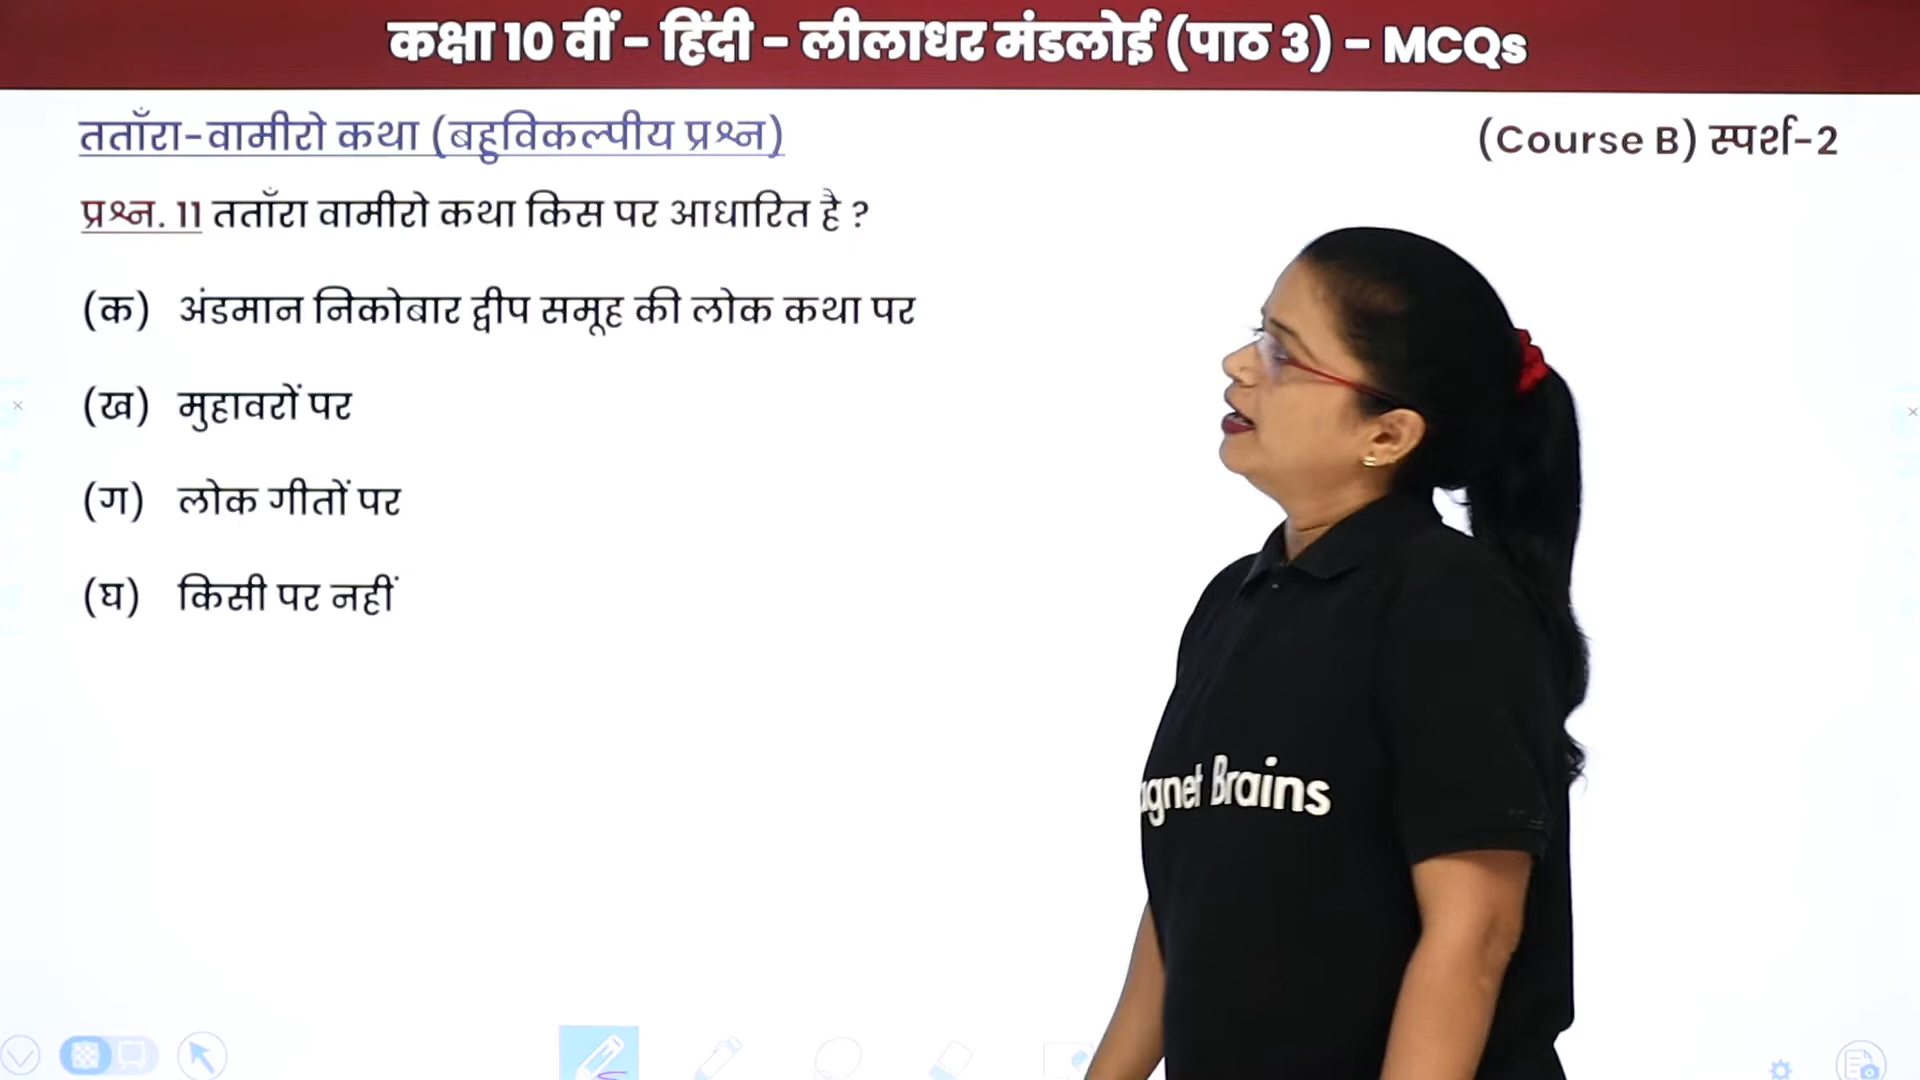 कक्षा 10 वीं - हिंदी - लीलाधर मंडलोई (पाठ 3) - MCQs
तताँरा-वामीरो कथा (बहुविकल्पीय प्रश्न)
(Course B) स्पर्श-2
प्रश्न. 11 तताँरा वामीरो कथा किस पर आधारित है ?
(क) अंडमान निकोबार द्वीप समूह की लोक कथा पर
(ख) मुहावरों पर
(ग) लोक गीतों पर
(घ) किसी पर नहीं
Brains